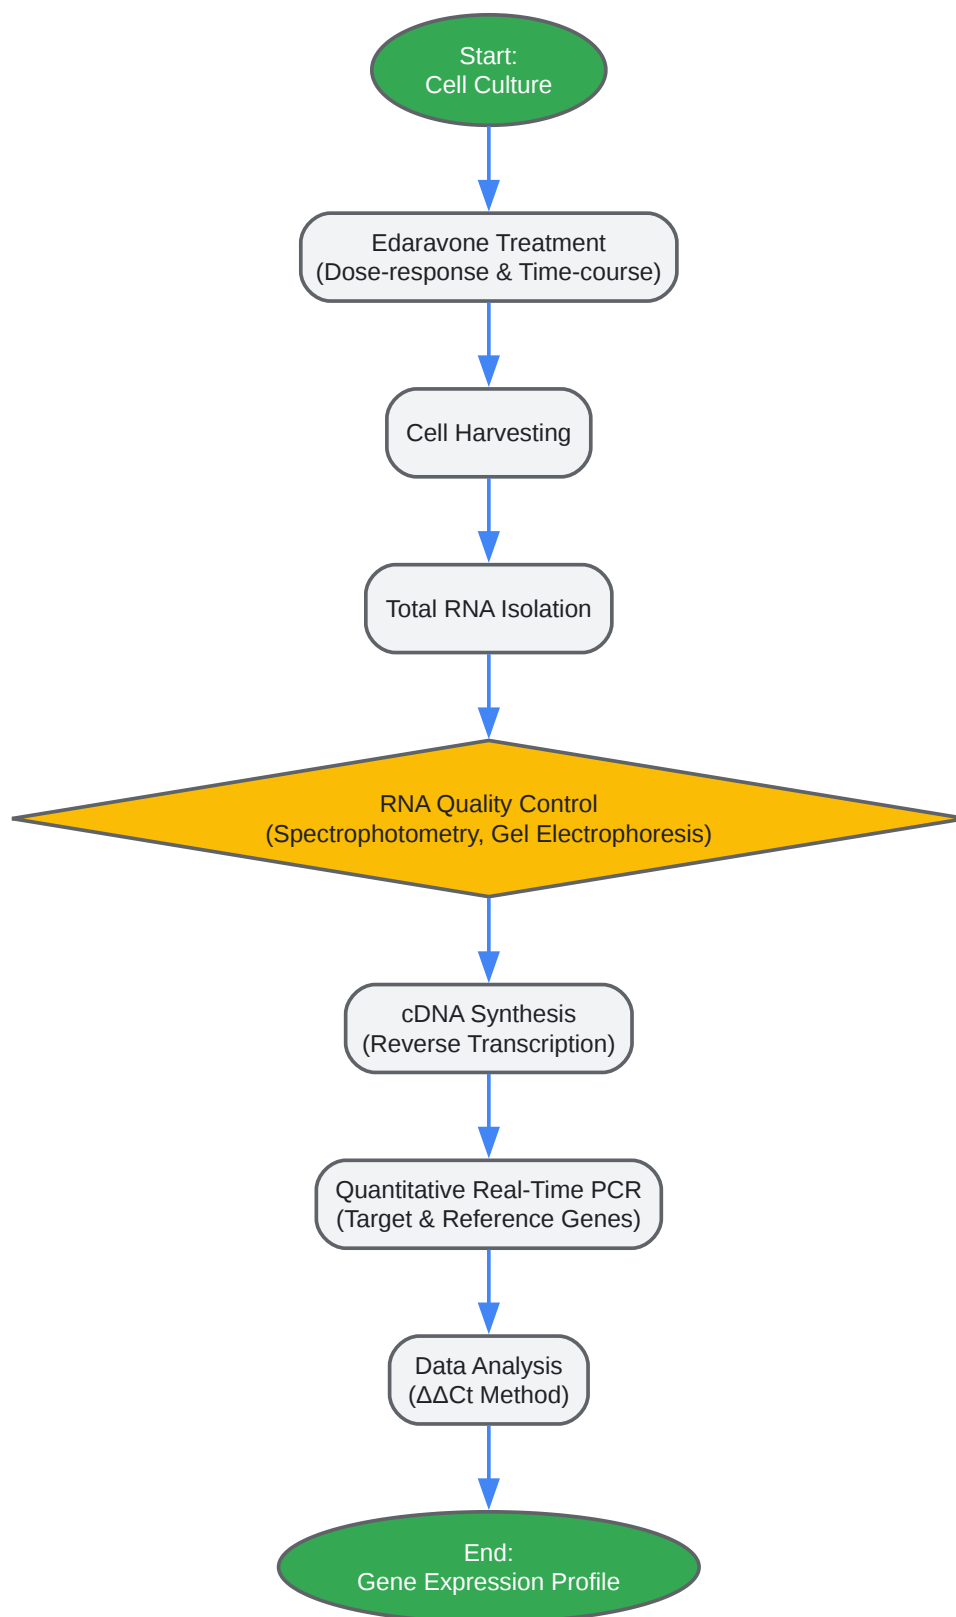 Start:
Cell Culture
Edaravone Treatment
(Dose-response & Time-course)
Cell Harvesting
Total RNA Isolation
RNA Quality Control
(Spectrophotometry, Gel Electrophoresis)
cDNA Synthesis
(Reverse Transcription)
Quantitative Real-Time PCR
(Target & Reference Genes)
Data Analysis
(ΔΔCt Method)
End:
Gene Expression Profile